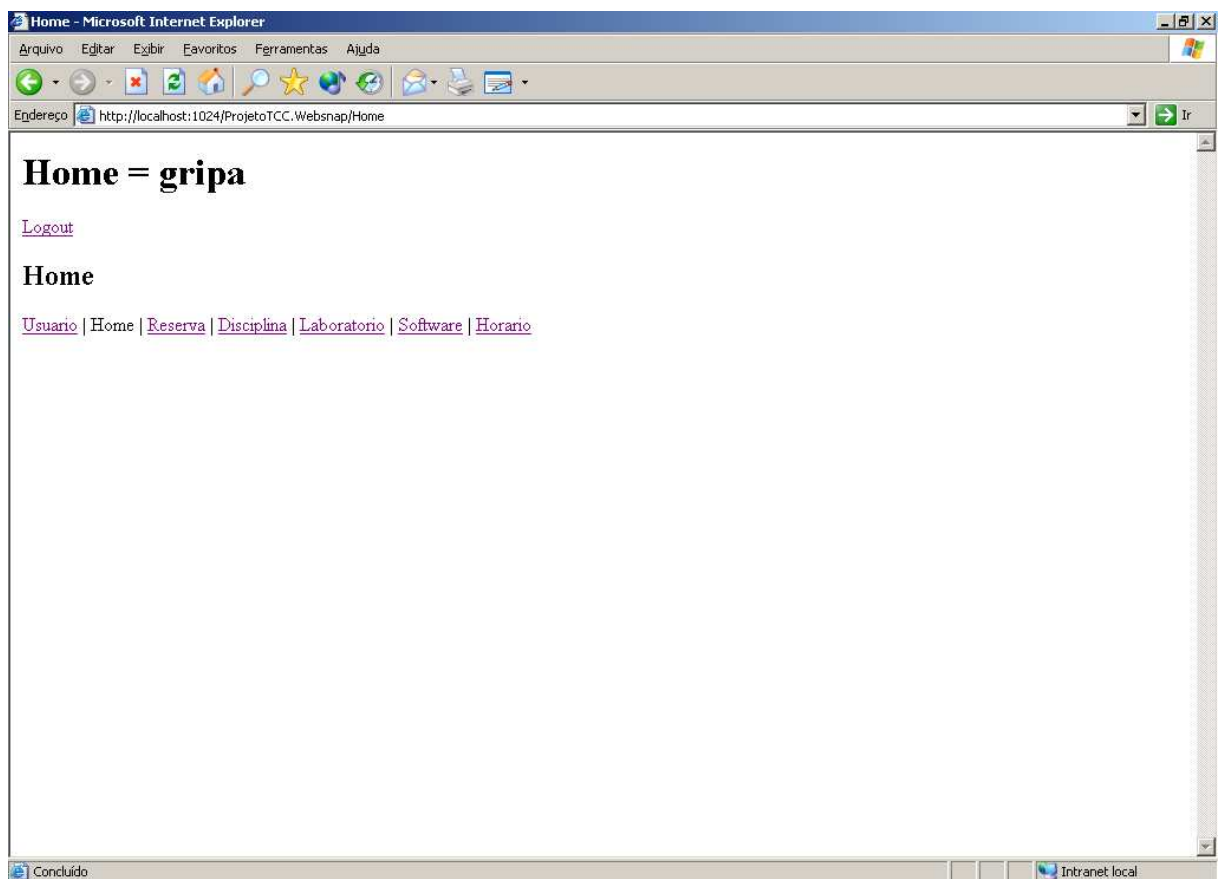 Home - Microsoft Internet Explorer
Arquivo Editar Exibir Favoritos Ferramentas Ajuda
Endereço http://localhost:1024/ProjetoTCC.Websnap/Home Ir
Home = gripa
Logout
Home
Usuario | Home | Reserva | Disciplina | Laboratorio | Software | Horario
Concluído Intranet local